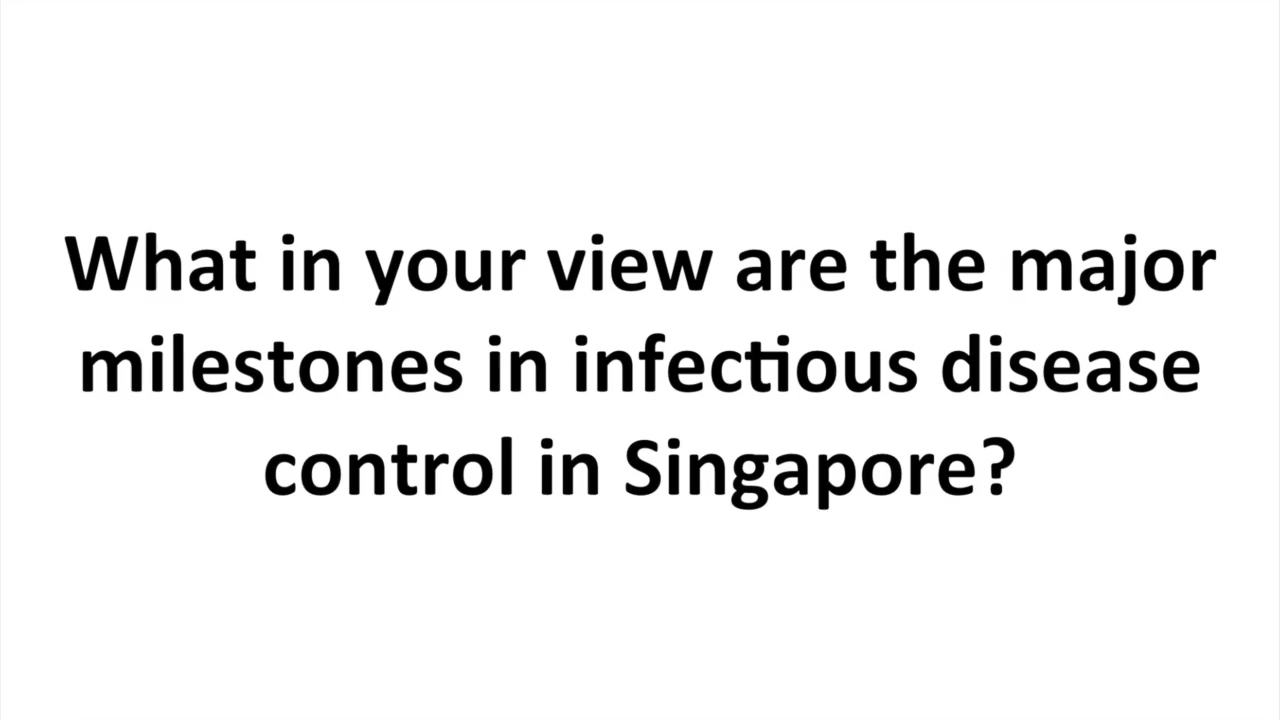 What in your view are the major
milestones in infectious disease
control in Singapore?